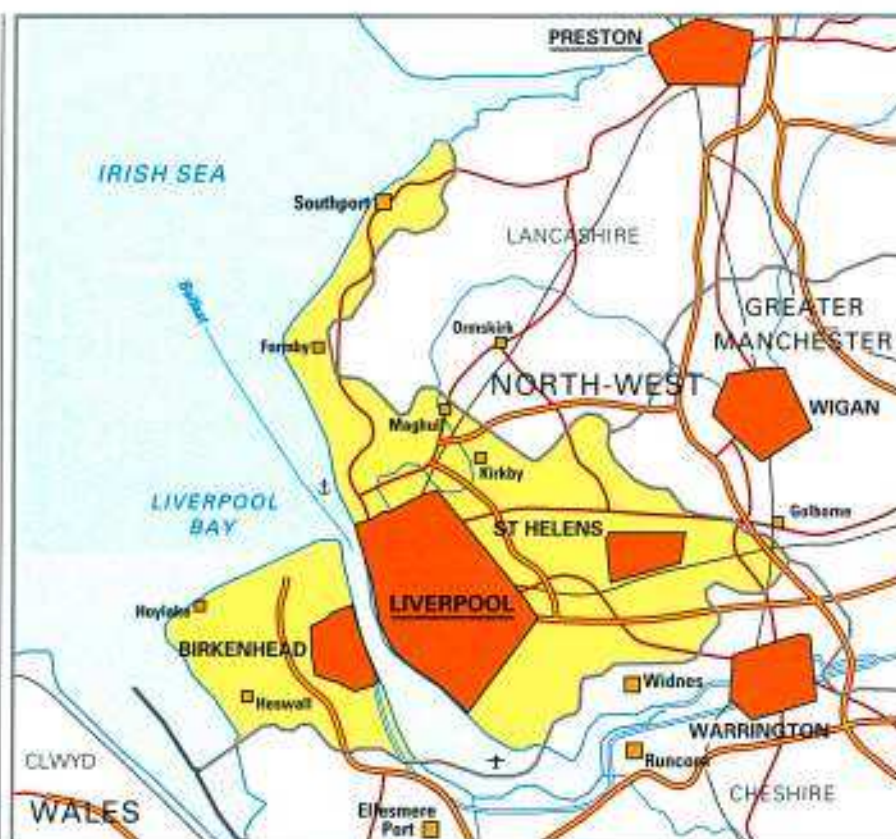 PRESTON
IRISH SEA
Southport
LANCASHIRE
Belfast
GREATER
MANCHESTER
Ormskirk
Formby
NORTH-WEST
WIGAN
Maghull
Kirkby
LIVERPOOL
BAY
Golborne
ST HELENS
LIVERPOOL
Hoylake
BIRKENHEAD
Heswall
Widnes
WARRINGTON
Runcorn
CLWYD
CHESHIRE
WALES
Ellesmere
Port